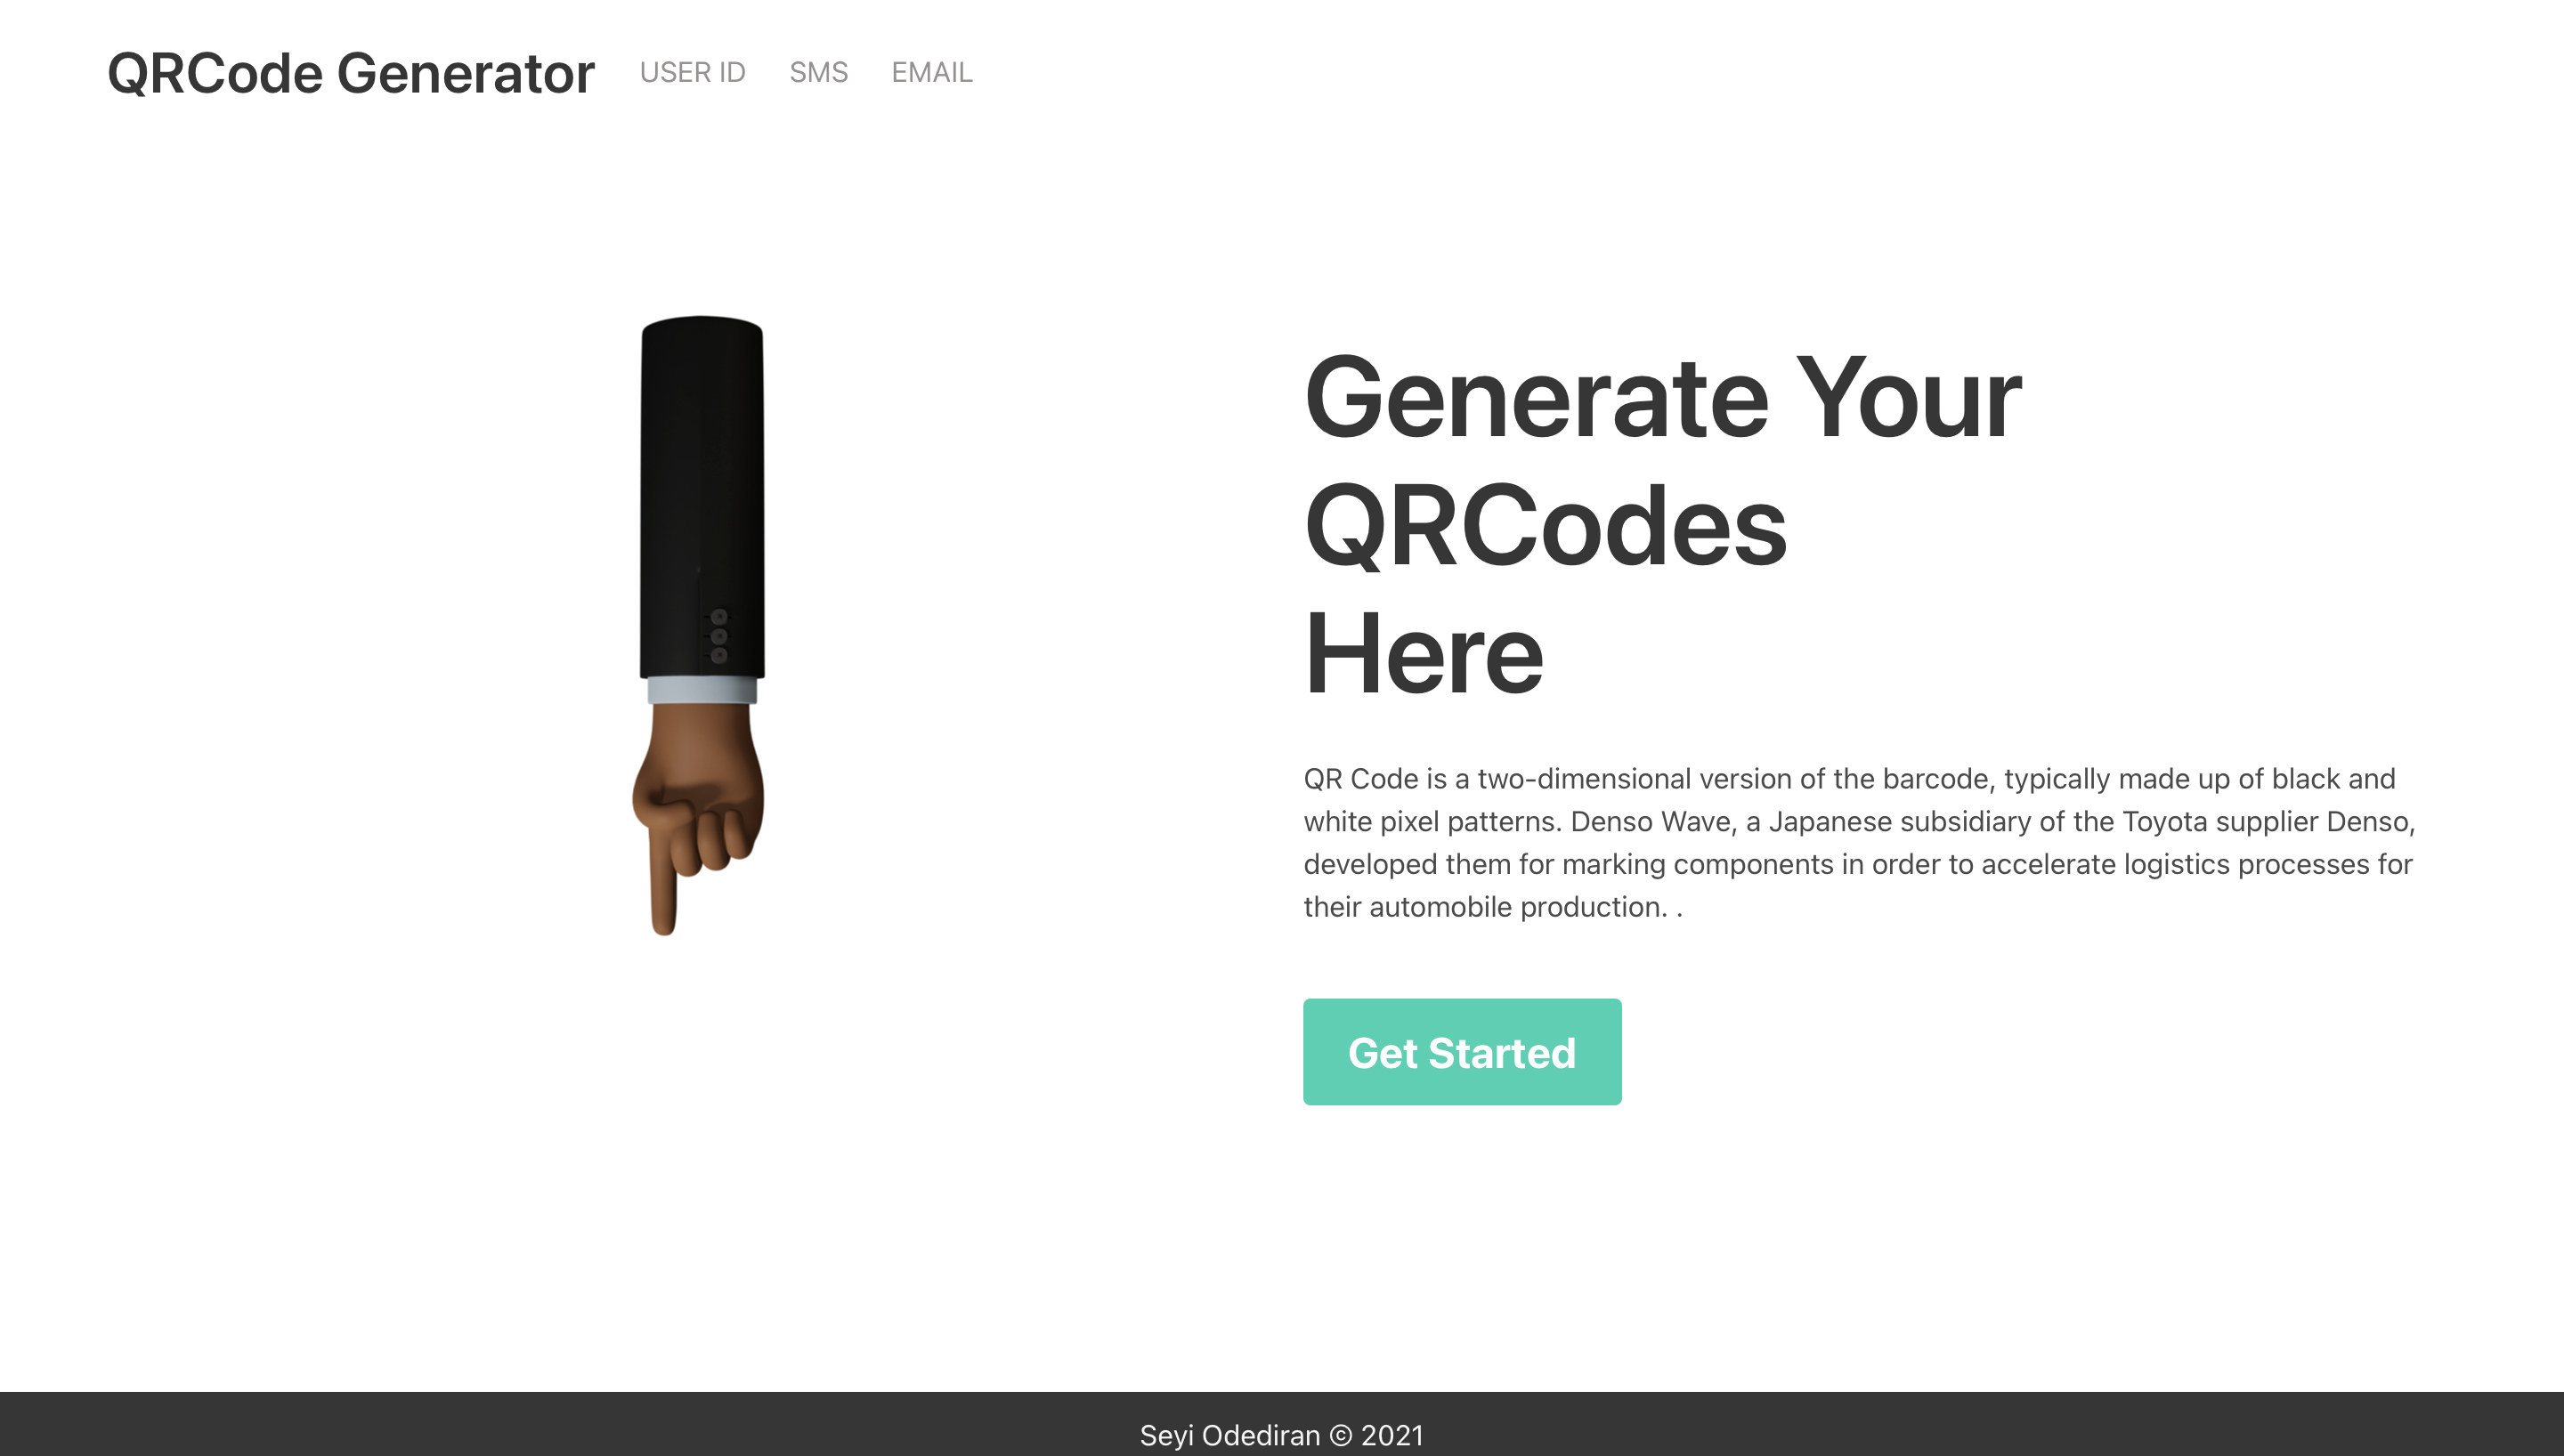 QRCode Generator USER ID SMS EMAIL
Generate Your
QRCodes
Here
QR Code is a two-dimensional version of the barcode, typically made up of black and
white pixel patterns. Denso Wave, a Japanese subsidiary of the Toyota supplier Denso,
developed them for marking components in order to accelerate logistics processes for
their automobile production. .
Get Started
Seyi Odediran © 2021